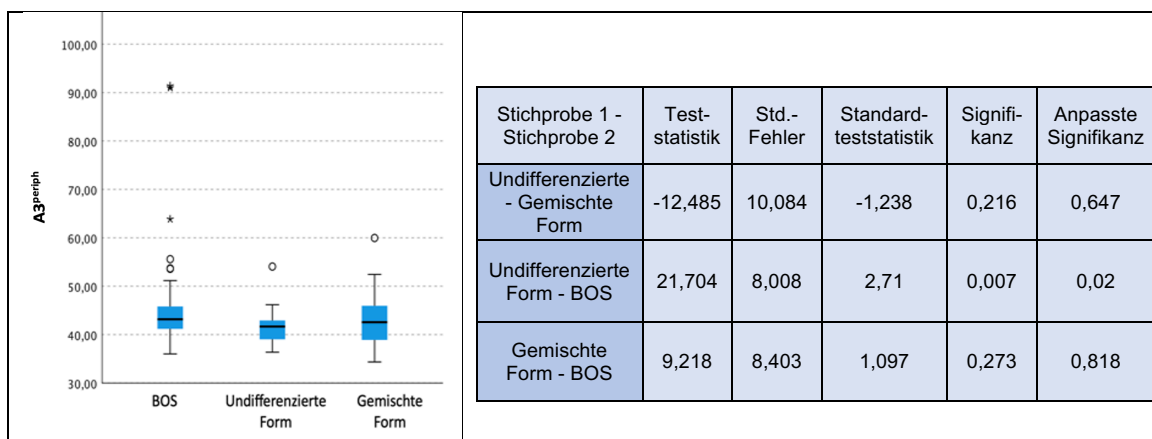 100,00
90,00
80,00
70,00
60,00
50,00
40,00
30,00
A3periph
BOS
Undifferenzierte
Form
Gemischte
Form
Stichprobe 1 -
Stichprobe 2
Test-
statistik
Std.-
Fehler
Standard-
teststatistik
Signifi-
kanz
Anpasste
Signifikanz
Undifferenzierte
- Gemischte
Form
-12,485
10,084
-1,238
0,216
0,647
Undifferenzierte
Form - BOS
21,704
8,008
2,71
0,007
0,02
Gemischte
Form - BOS
9,218
8,403
1,097
0,273
0,818